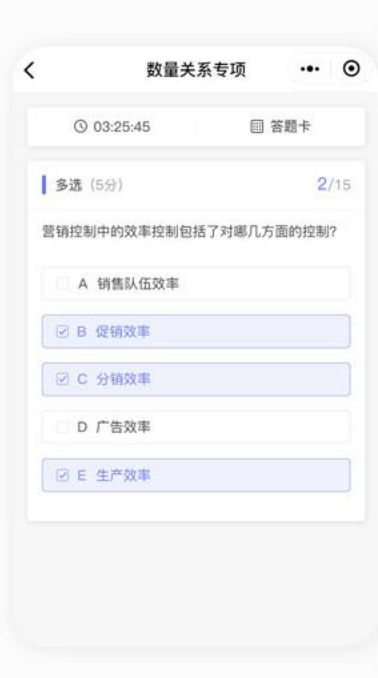 数量关系专项
03:25:45 答题卡
多选（5分） 2/15
营销控制中的效率控制包括了对哪几方面的控制？
A 销售队伍效率
B 促销效率
C 分销效率
D 广告效率
E 生产效率